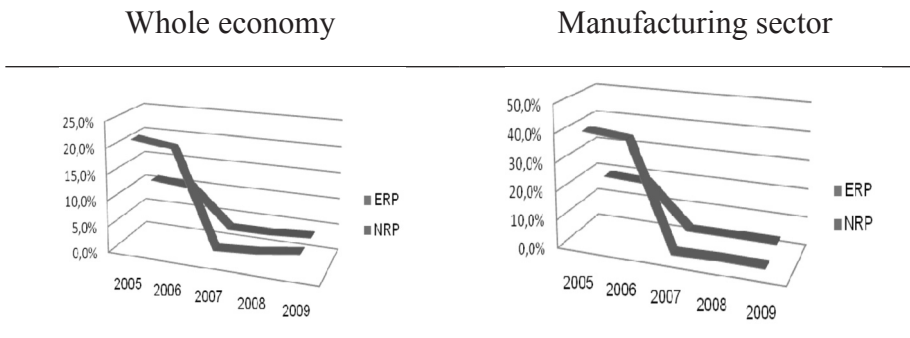 Whole economy
Manufacturing sector
25,0%
20,0%
15,0%
10,0%
5,0%
0,0%
2005 2006 2007 2008 2009
ERP
NRP
50,0%
40,0%
30,0%
20,0%
10,0%
0,0%
2005 2006 2007 2008 2009
ERP
NRP